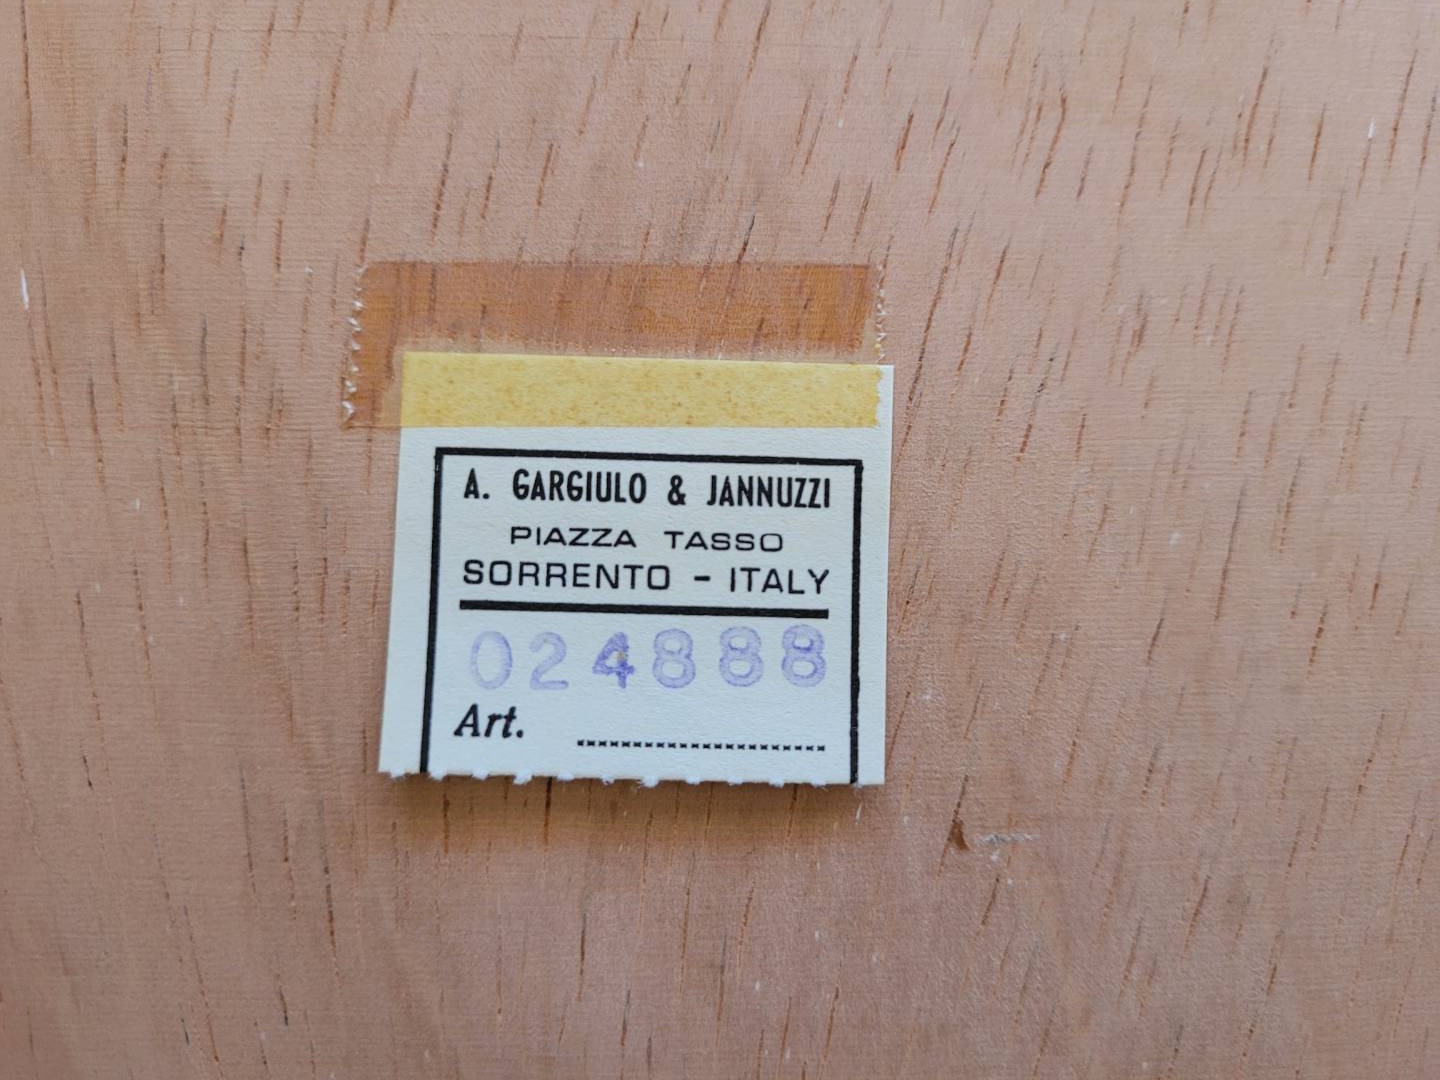 A. GARGIULO & JANNUZZI
PIAZZA TASSO
SORRENTO - ITALY
024888
Art.